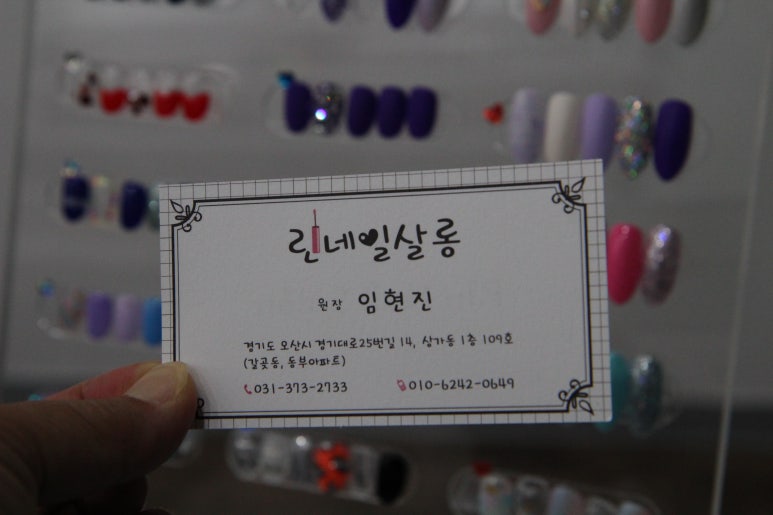 린네일살롱
원장 임현진
경기도 오산시 경기대로25번길 14, 상가동 1층 109호
(갈곶동, 동부아파트)
031-373-2733 010-6242-0649